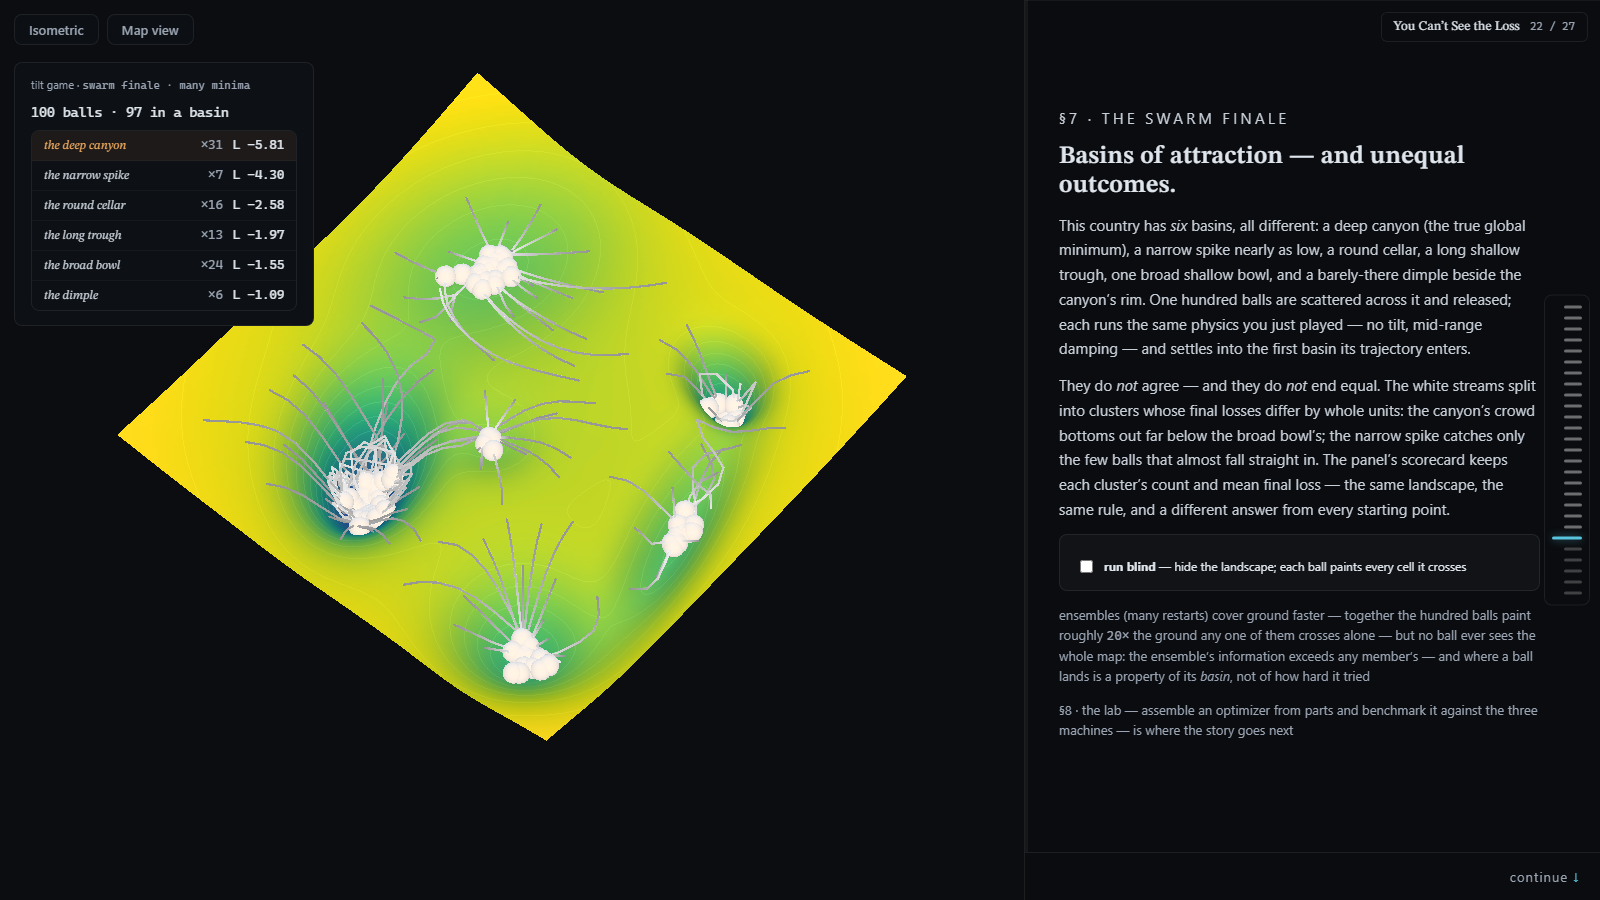 Isometric
Map view
tilt game · swarm finale · many minima
100 balls · 97 in a basin
the deep canyon ×31 L −5.81
the narrow spike ×7 L −4.30
the round cellar ×16 L −2.58
the long trough ×13 L −1.97
the broad bowl ×24 L −1.55
the dimple ×6 L −1.09
You Can't See the Loss 22 / 27
§7 · THE SWARM FINALE
Basins of attraction — and unequal
outcomes.
This country has six basins, all different: a deep canyon (the true global
minimum), a narrow spike nearly as low, a round cellar, a long shallow
trough, one broad shallow bowl, and a barely-there dimple beside the
canyon's rim. One hundred balls are scattered across it and released;
each runs the same physics you just played — no tilt, mid-range
damping — and settles into the first basin its trajectory enters.
They do not agree — and they do not end equal. The white streams split
into clusters whose final losses differ by whole units: the canyon's crowd
bottoms out far below the broad bowl's; the narrow spike catches only
the few balls that almost fall straight in. The panel's scorecard keeps
each cluster's count and mean final loss — the same landscape, the
same rule, and a different answer from every starting point.
run blind — hide the landscape; each ball paints every cell it crosses
ensembles (many restarts) cover ground faster — together the hundred balls paint
roughly 20× the ground any one of them crosses alone — but no ball ever sees the
whole map: the ensemble's information exceeds any member's — and where a ball
lands is a property of its basin, not of how hard it tried
§8 · the lab — assemble an optimizer from parts and benchmark it against the three
machines — is where the story goes next
continue ↓